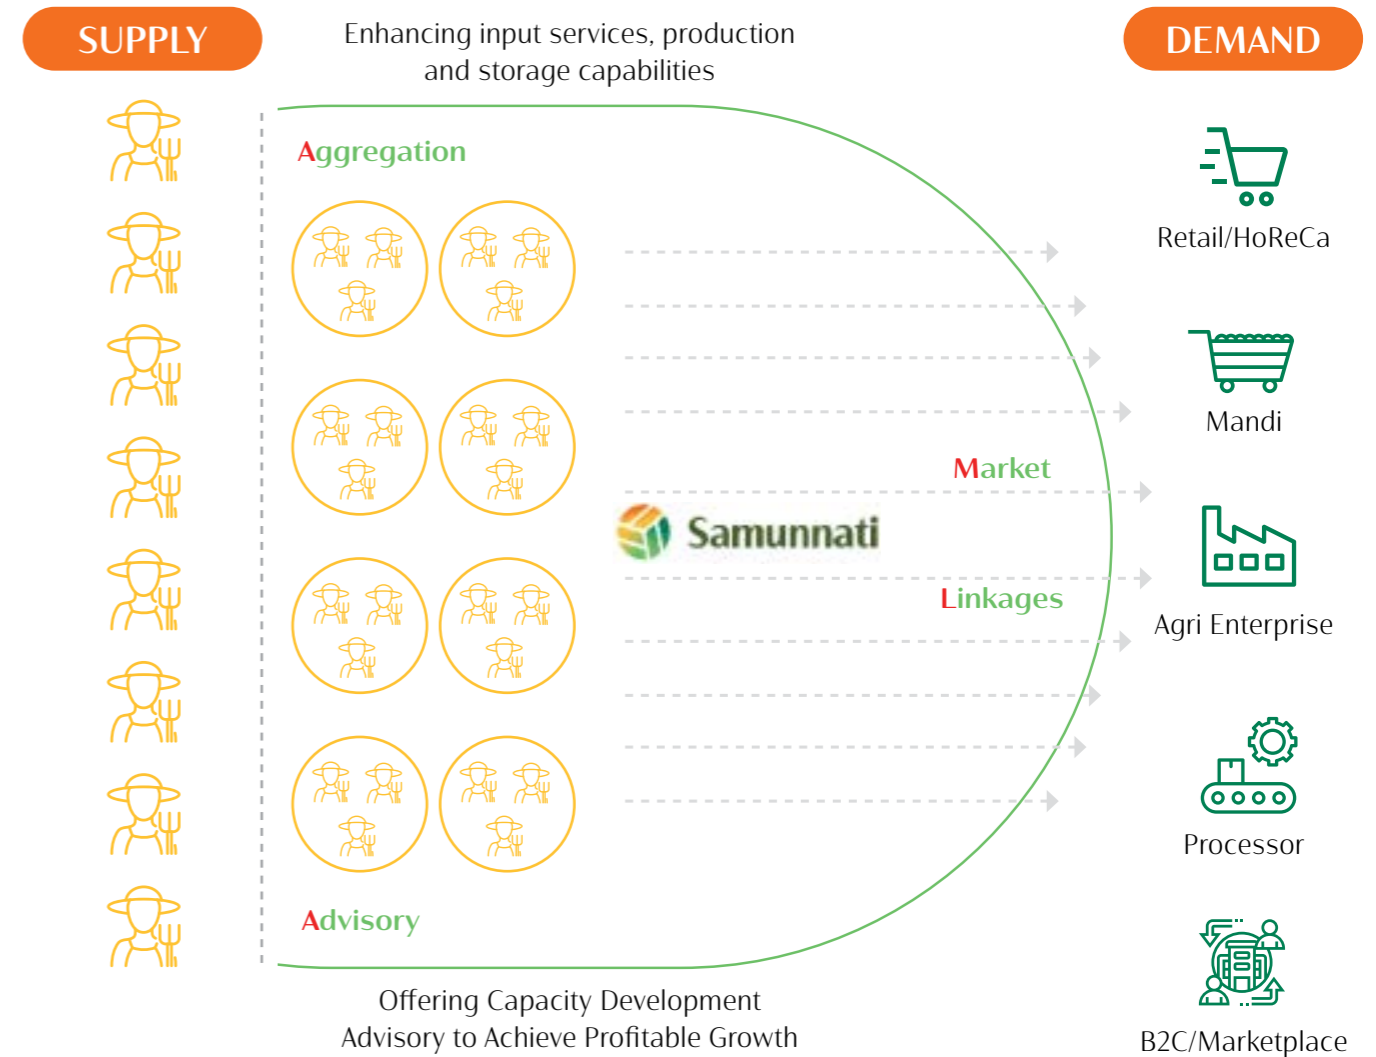 SUPPLY
Enhancing input services, production
and storage capabilities
DEMAND
Aggregation
Retail/HoReCa
Mandi
Market
Samunnati
Linkages
Agri Enterprise
Processor
Advisory
Offering Capacity Development
Advisory to Achieve Profitable Growth
B2C/Marketplace